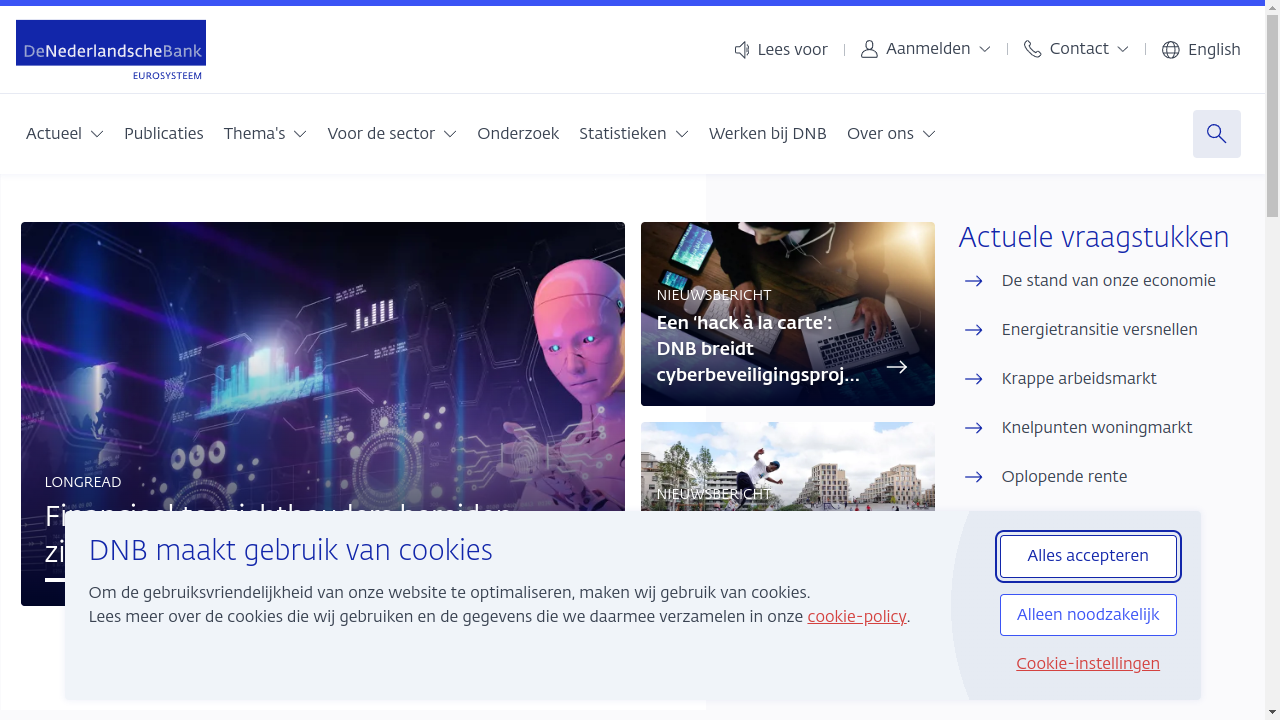 DeNederlandscheBank
EUROSYSTEEM
Lees voor
Aanmelden
Contact
English
Actueel
Publicaties
Thema's
Voor de sector
Onderzoek
Statistieken
Werken bij DNB
Over ons
LONGREAD
NIEUWSBERICHT
Een ‘hack à la carte’:
DNB breidt
cyberbeveiligingsproj...
NIEUWSBERICHT
Actuele vraagstukken
De stand van onze economie
Energietransitie versnellen
Krappe arbeidsmarkt
Knelpunten woningmarkt
Oplopende rente
DNB maakt gebruik van cookies
Om de gebruiksvriendelijkheid van onze website te optimaliseren, maken wij gebruik van cookies.
Lees meer over de cookies die wij gebruiken en de gegevens die we daarmee verzamelen in onze cookie-policy.
Alles accepteren
Alleen noodzakelijk
Cookie-instellingen